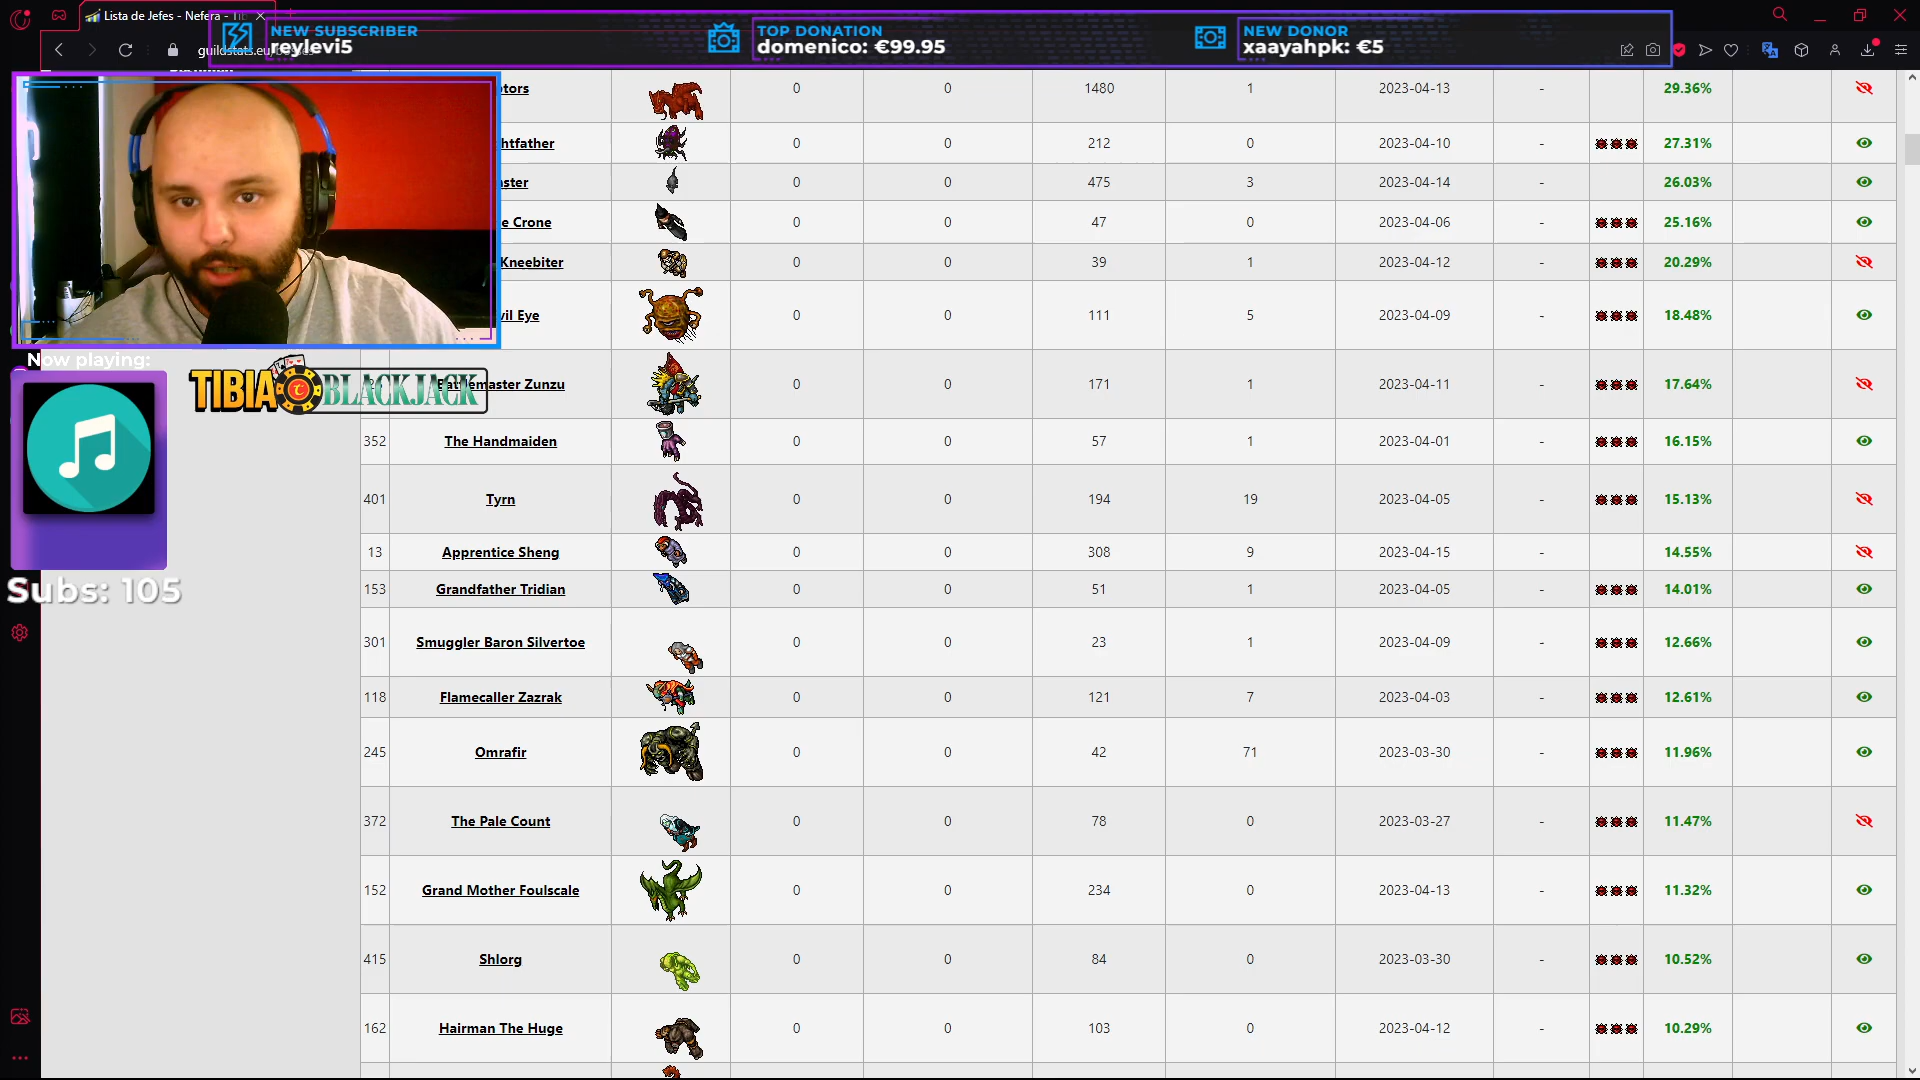 Lista de Jefes - Nefera - TIB
guildstats.eu
NEW SUBSCRIBER
reylevi5
TOP DONATION
domenico: €99.95
NEW DONOR
xaayahpk: €5
tors 0 0 1480 1 2023-04-13 - 29.36%
htfather 0 0 212 0 2023-04-10 - 27.31%
ster 0 0 475 3 2023-04-14 26.03%
e Crone 0 0 47 0 2023-04-06 - 25.16%
Kneebiter 0 0 39 1 2023-04-12 - 20.29%
vil Eye 0 0 111 5 2023-04-09 - 18.48%
Now playing:
TIBIA BLACKJACK
Battlemaster Zunzu 0 0 171 1 2023-04-11 - 17.64%
352 The Handmaiden 0 0 57 1 2023-04-01 - 16.15%
401 Tyrn 0 0 194 19 2023-04-05 - 15.13%
13 Apprentice Sheng 0 0 308 9 2023-04-15 - 14.55%
153 Grandfather Tridian 0 0 51 1 2023-04-05 - 14.01%
Subs: 105
301 Smuggler Baron Silvertoe 0 0 23 1 2023-04-09 - 12.66%
118 Flamecaller Zazrak 0 0 121 7 2023-04-03 - 12.61%
245 Omrafir 0 0 42 71 2023-03-30 - 11.96%
372 The Pale Count 0 0 78 0 2023-03-27 - 11.47%
152 Grand Mother Foulscale 0 0 234 0 2023-04-13 - 11.32%
415 Shlorg 0 0 84 0 2023-03-30 - 10.52%
162 Hairman The Huge 0 0 103 0 2023-04-12 - 10.29%